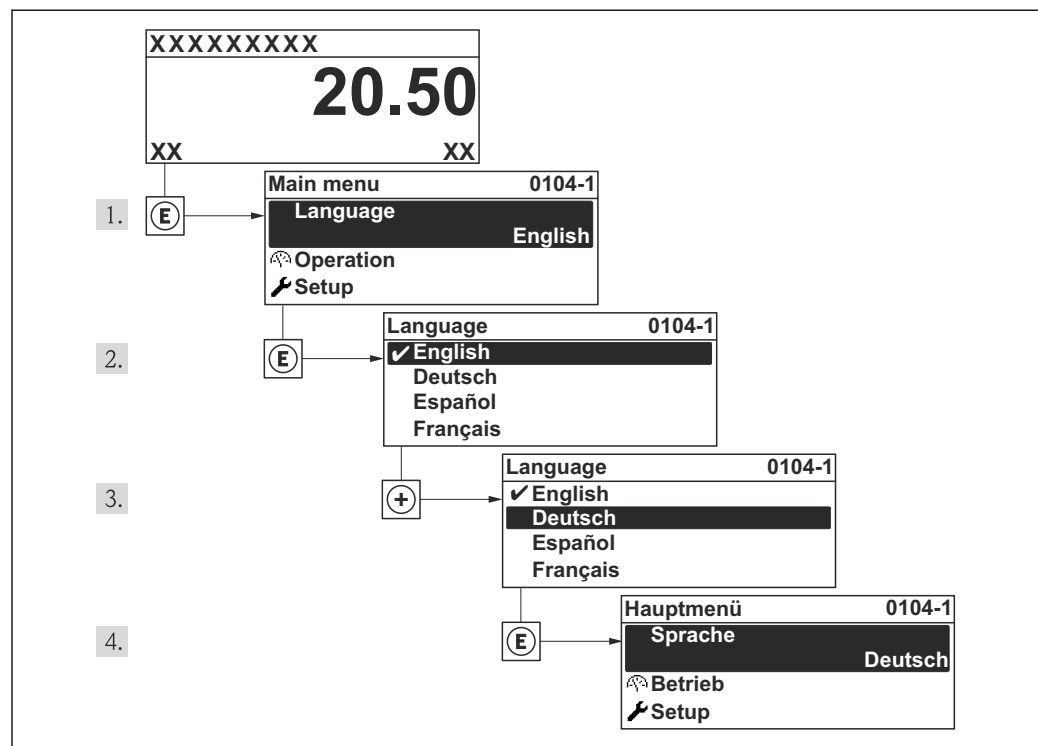 XXXXXXXXX
20.50
XX XX
1. E
Main menu 0104-1
Language
English
Operation
Setup
2. E
Language 0104-1
✔English
Deutsch
Español
Français
3. +
Language 0104-1
✔English
Deutsch
Español
Français
4. E
Hauptmenü 0104-1
Sprache
Deutsch
Betrieb
Setup